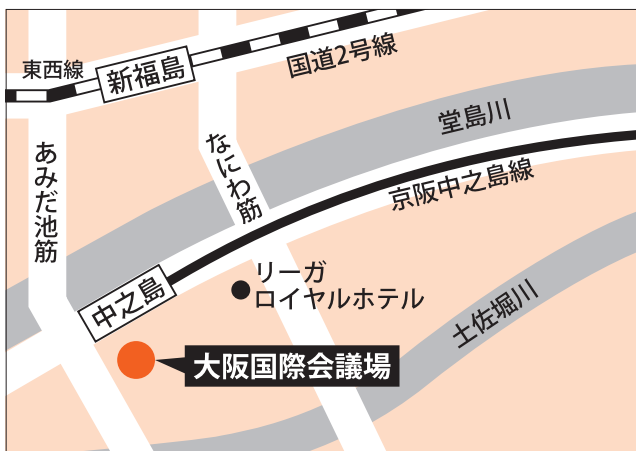 東西線
新福島
国道2号線
堂島川
あみだ池筋
なにわ筋
京阪中之島線
中之島
リーガ
ロイヤルホテル
土佐堀川
大阪国際会議場